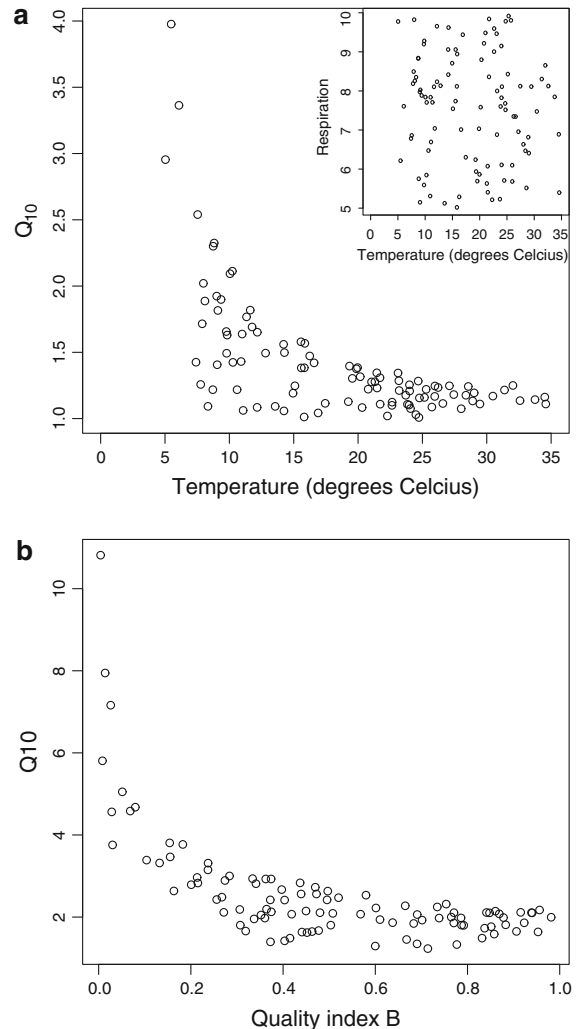 a
4.0
3.5
3.0
2.5
2.0
1.5
1.0
Q10
0 5 10 15 20 25 30 35
Temperature (degrees Celcius)
10
9
8
7
6
5
Respiration
0 5 10 15 20 25 30 35
Temperature (degrees Celcius)
b
10
8
6
4
2
Q10
0.0 0.2 0.4 0.6 0.8 1.0
Quality index B